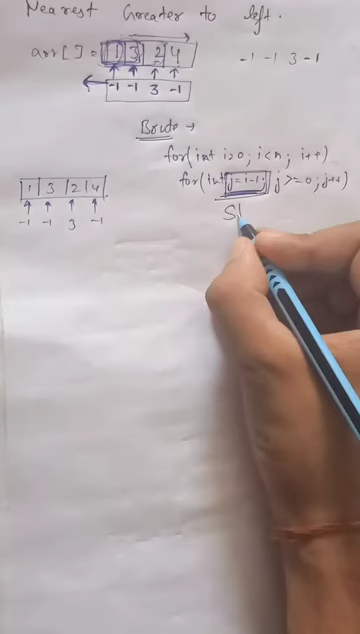 Nearest Greater to left.
arr[] = [1 3 2 4 -1 -1 3 -1
-1 -1 3 -1
Brute →
for(int i=0; i<n; i++)
for(int j=i-1; j>=0; j++)
1 3 2 4
-1 -1 3 -1
St